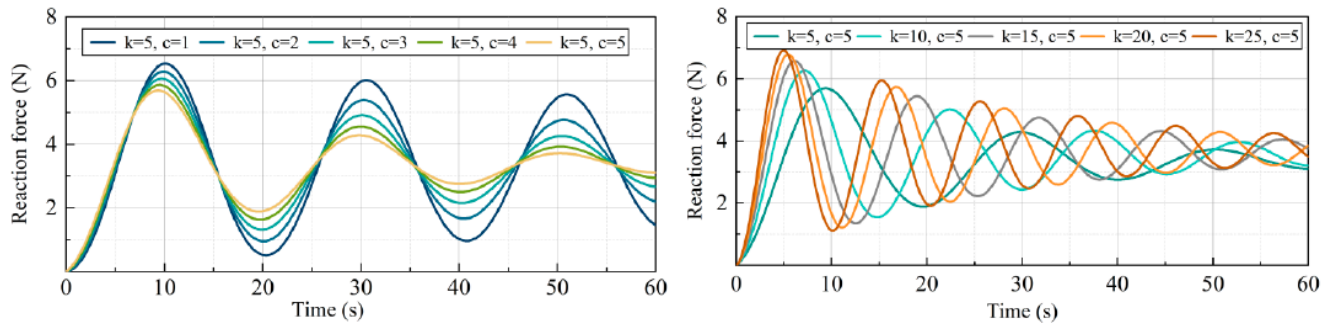 8
k=5, c=1 k=5, c=2 k=5, c=3 k=5, c=4 k=5, c=5
6
4
2
0 10 20 30 40 50 60
Reaction force (N)
Time (s)
8
k=5, c=5 k=10, c=5 k=15, c=5 k=20, c=5 k=25, c=5
6
4
2
0 10 20 30 40 50 60
Reaction force (N)
Time (s)